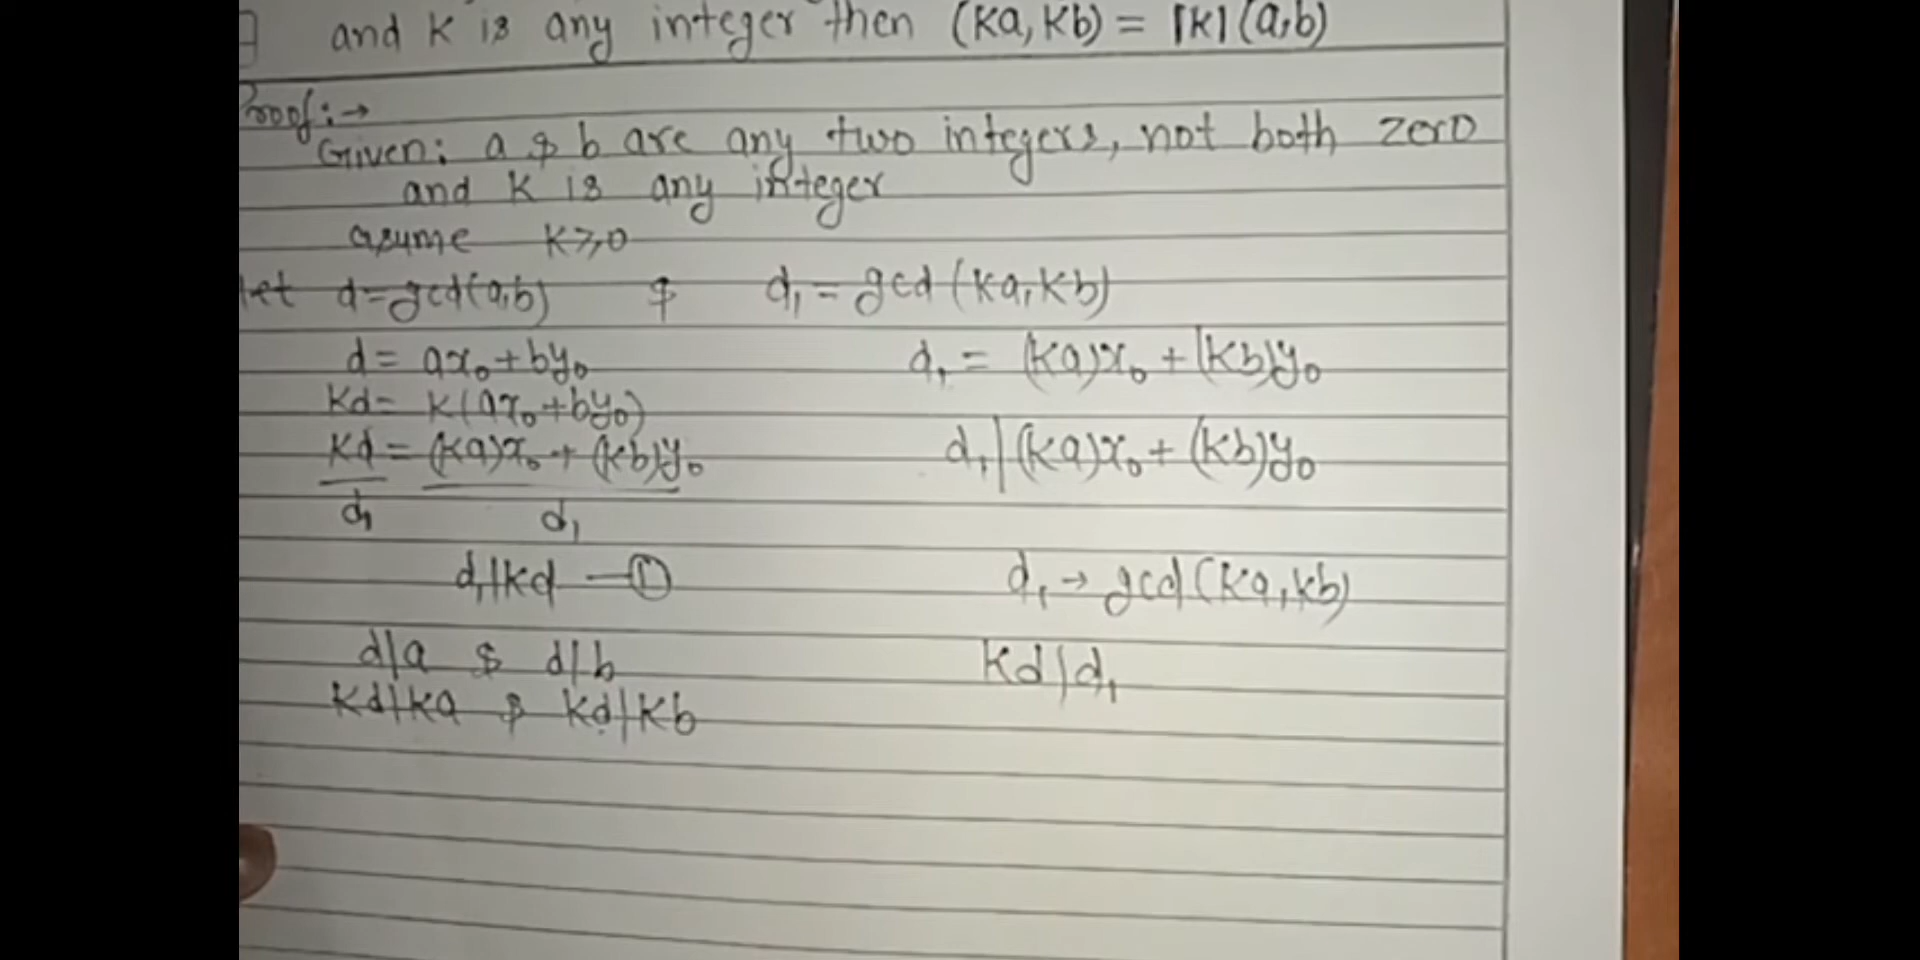 and K is any integer then (Ka, Kb) = |K| (a,b)
Proof:→
Given: a & b are any two integers, not both zero
and K is any integer
asume K≥0
let d=gcd(a,b) & d₁ = gcd (Ka, Kb)
d = ax₀+by₀ d₁ = (Ka)x₀ + (Kb)y₀
Kd = K(ax₀+by₀)
Kd = (Ka)x₀ + (Kb)y₀ d₁|(Ka)x₀ + (Kb)y₀
d₁ d₁
d₁|Kd —① d₁ → gcd (Ka, Kb)
d|a & d|b Kd|d₁
Kd|Ka & Kd|Kb